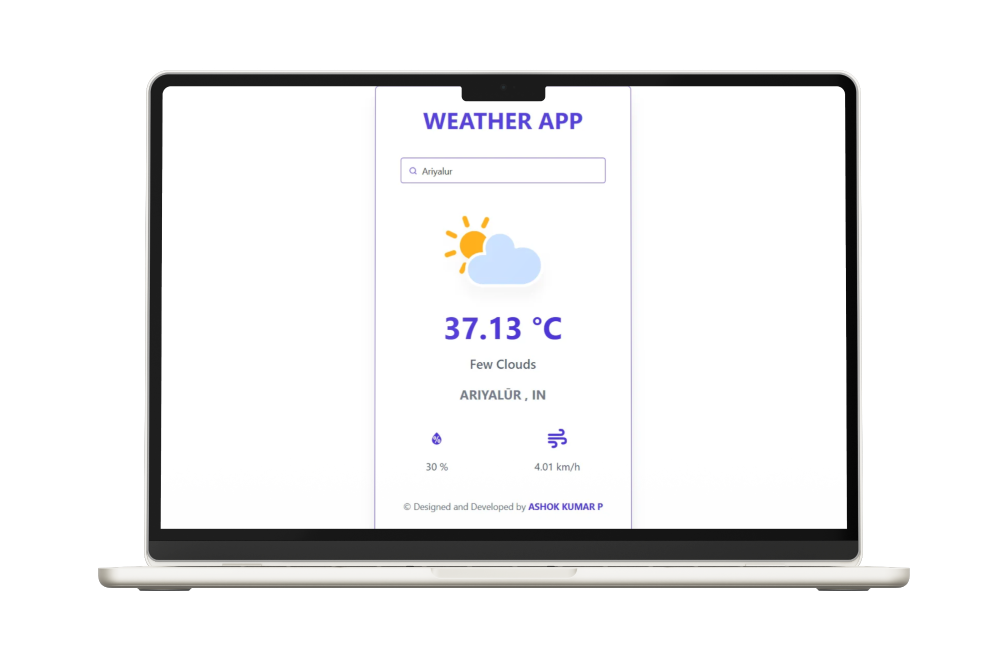 WEATHER APP
Ariyalur
37.13 °C
Few Clouds
ARIYALŪR , IN
30 %
4.01 km/h
© Designed and Developed by ASHOK KUMAR P